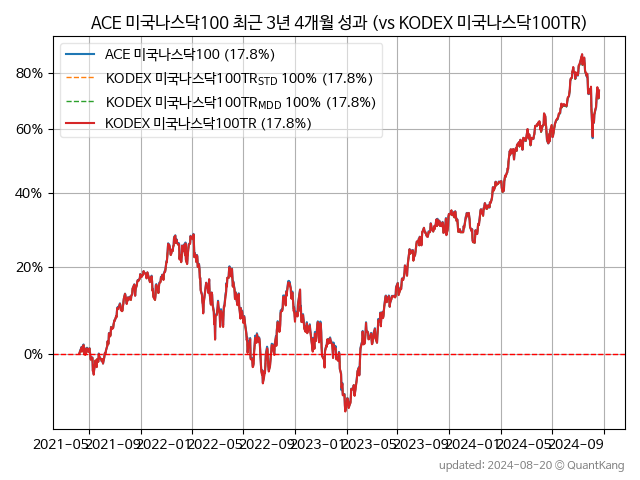 ACE 미국나스닥100 최근 3년 4개월 성과 (vs KODEX 미국나스닥100TR)
ACE 미국나스닥100 (17.8%)
KODEX 미국나스닥100TR_STD 100% (17.8%)
KODEX 미국나스닥100TR_MDD 100% (17.8%)
KODEX 미국나스닥100TR (17.8%)
80%
60%
40%
20%
0%
2021-05 2021-09 2022-01 2022-05 2022-09 2023-01 2023-05 2023-09 2024-01 2024-05 2024-09
updated: 2024-08-20 © QuantKang